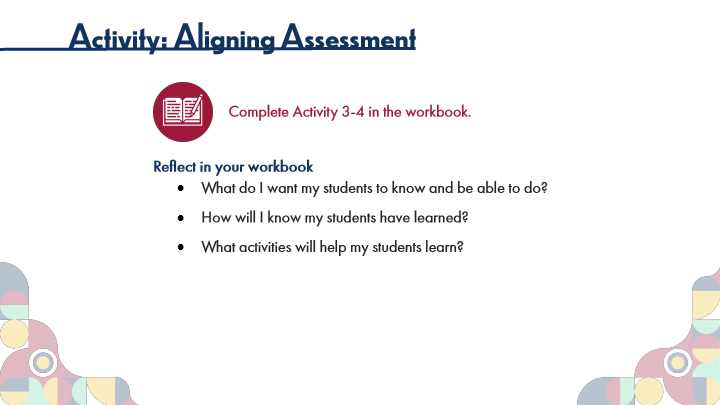 Activity: Aligning Assessment
Complete Activity 3-4 in the workbook.
Reflect in your workbook
• What do I want my students to know and be able to do?
• How will I know my students have learned?
• What activities will help my students learn?